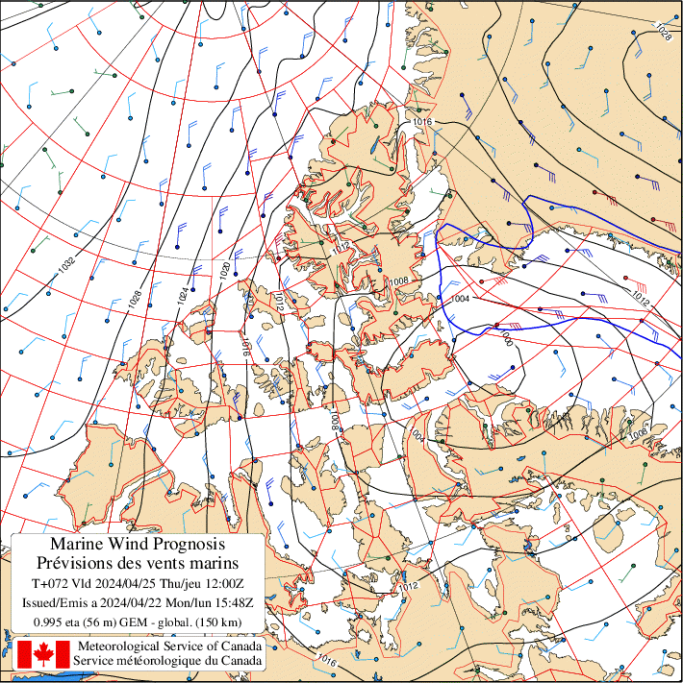 1028
1016
1012
1032
1028
1024
1020
1016
1012
1008
1004
1000
1012
1008
1004
1008
1012
1016
Marine Wind Prognosis
Prévisions des vents marins
T+072 Vld 2024/04/25 Thu/jeu 12:00Z
Issued/Emis a 2024/04/22 Mon/lun 15:48Z
0.995 eta (56 m) GEM - global. (150 km)
Meteorological Service of Canada
Service météorologique du Canada